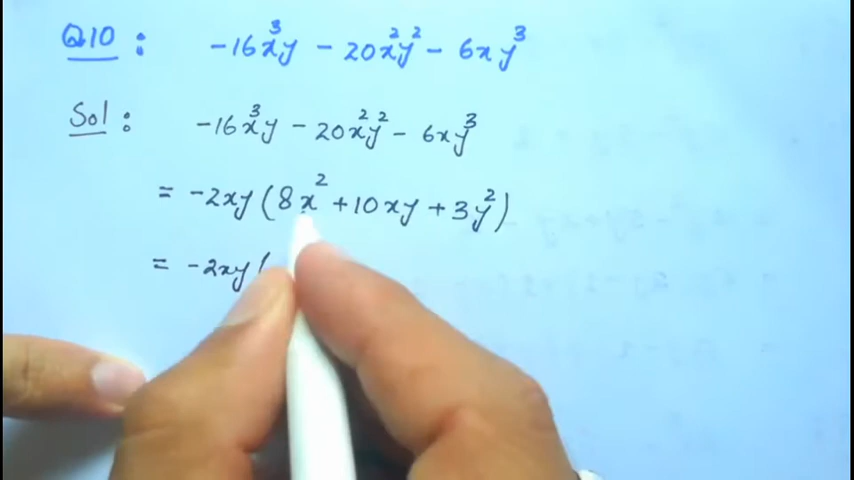 Q10 : -16x³y - 20x²y² - 6xy³
Sol : -16x³y - 20x²y² - 6xy³
= -2xy(8x² + 10xy + 3y²)
= -2xy(